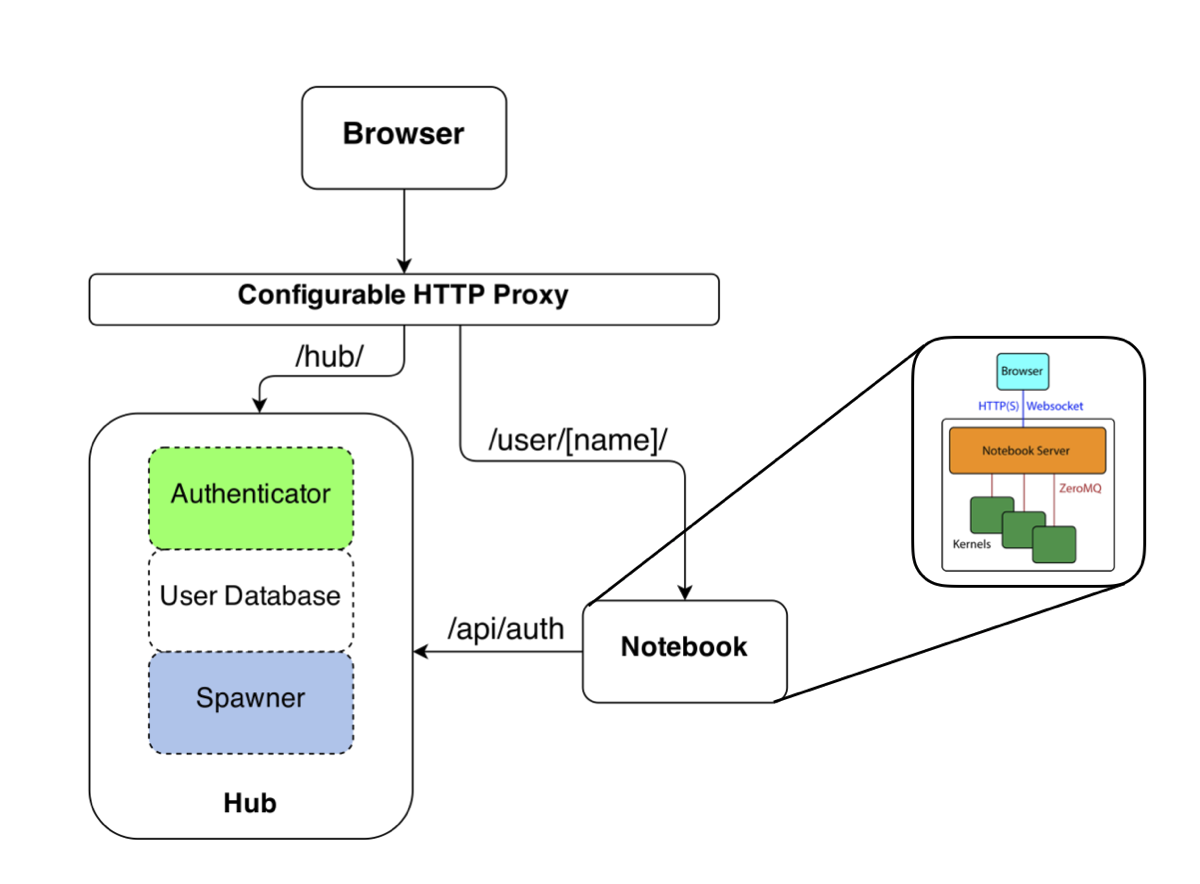 Browser
Configurable HTTP Proxy
/hub/
/user/[name]/
Authenticator
User Database
Spawner
Hub
/api/auth
Notebook
Browser
HTTP(S) Websocket
Notebook Server
ZeroMQ
Kernels